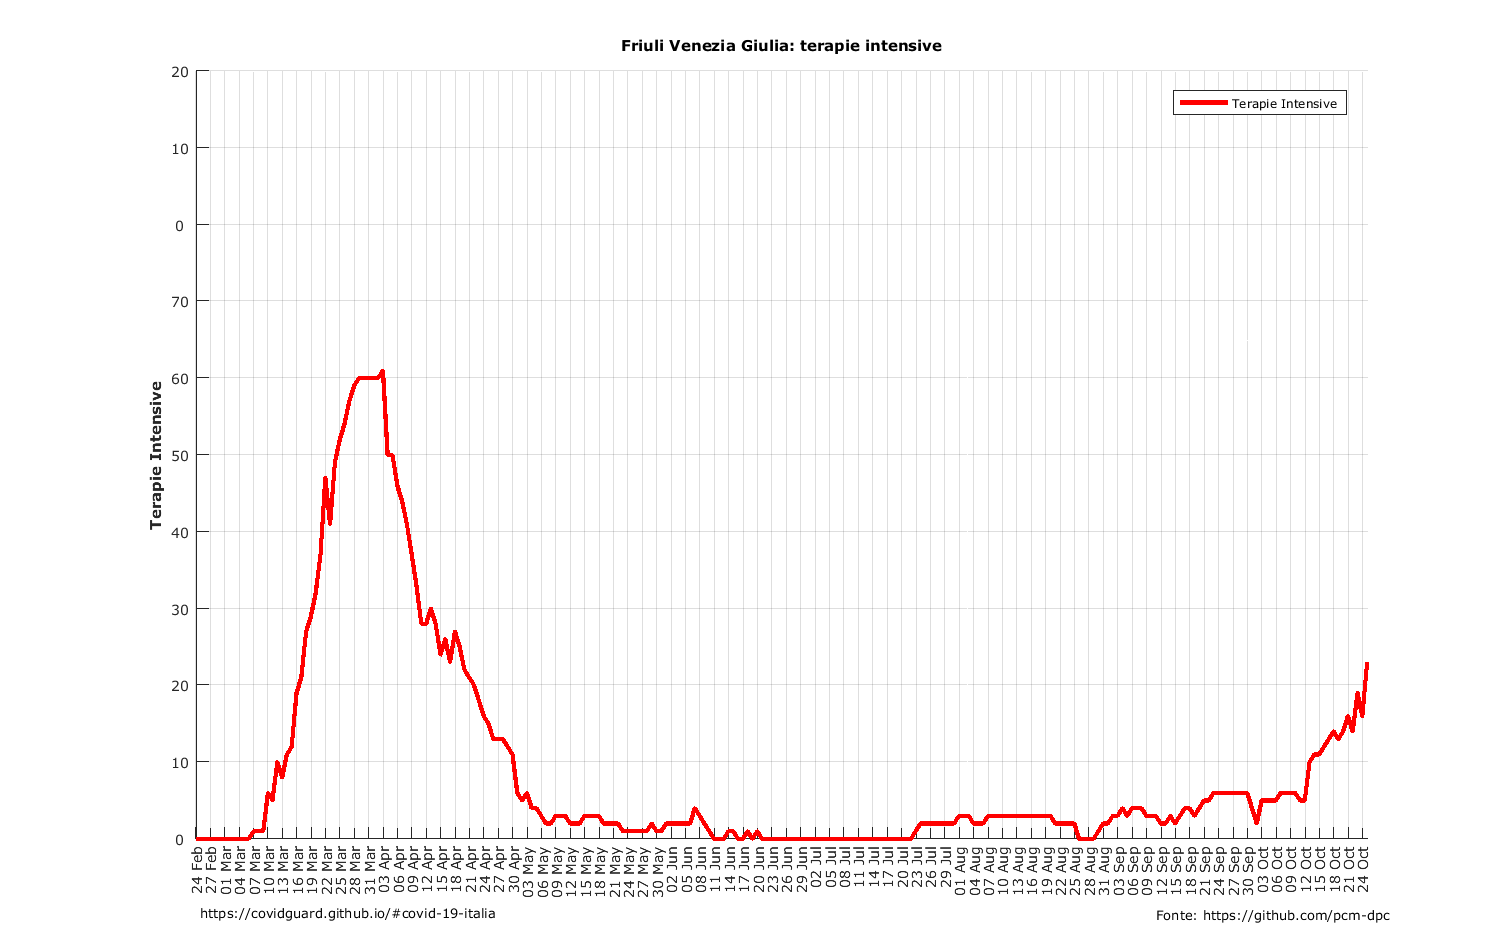 Friuli Venezia Giulia: terapie intensive
Terapie Intensive
Terapie Intensive
20
10
0
70
60
50
40
30
20
10
0
24 Feb
27 Feb
01 Mar
04 Mar
07 Mar
10 Mar
13 Mar
16 Mar
19 Mar
22 Mar
25 Mar
28 Mar
31 Mar
03 Apr
06 Apr
09 Apr
12 Apr
15 Apr
18 Apr
21 Apr
24 Apr
27 Apr
30 Apr
03 May
06 May
09 May
12 May
15 May
18 May
21 May
24 May
27 May
30 May
02 Jun
05 Jun
08 Jun
11 Jun
14 Jun
17 Jun
20 Jun
23 Jun
26 Jun
29 Jun
02 Jul
05 Jul
08 Jul
11 Jul
14 Jul
17 Jul
20 Jul
23 Jul
26 Jul
29 Jul
01 Aug
04 Aug
07 Aug
10 Aug
13 Aug
16 Aug
19 Aug
22 Aug
25 Aug
28 Aug
31 Aug
03 Sep
06 Sep
09 Sep
12 Sep
15 Sep
18 Sep
21 Sep
24 Sep
27 Sep
30 Sep
03 Oct
06 Oct
09 Oct
12 Oct
15 Oct
18 Oct
21 Oct
24 Oct
https://covidguard.github.io/#covid-19-italia
Fonte: https://github.com/pcm-dpc